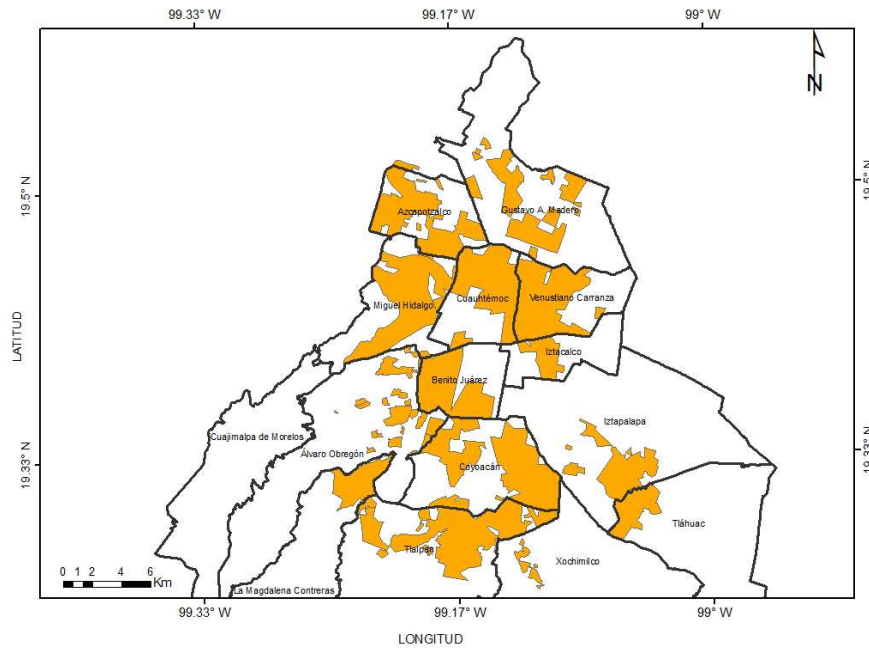 99.33° W 99.17° W 99° W
N
19.5° N 19.5° N
Azcapotzalco
Gustavo A. Madero
Miguel Hidalgo
Cuauhtémoc
Venustiano Carranza
LATITUD
Iztacalco
Benito Juárez
Iztapalapa
Cuajimalpa de Morelos
Álvaro Obregón
19.33° N 19.33° N
Coyoacán
Tláhuac
Tlalpan
Xochimilco
0 1 2 4 6
Km
La Magdalena Contreras
99.33° W 99.17° W 99° W
LONGITUD